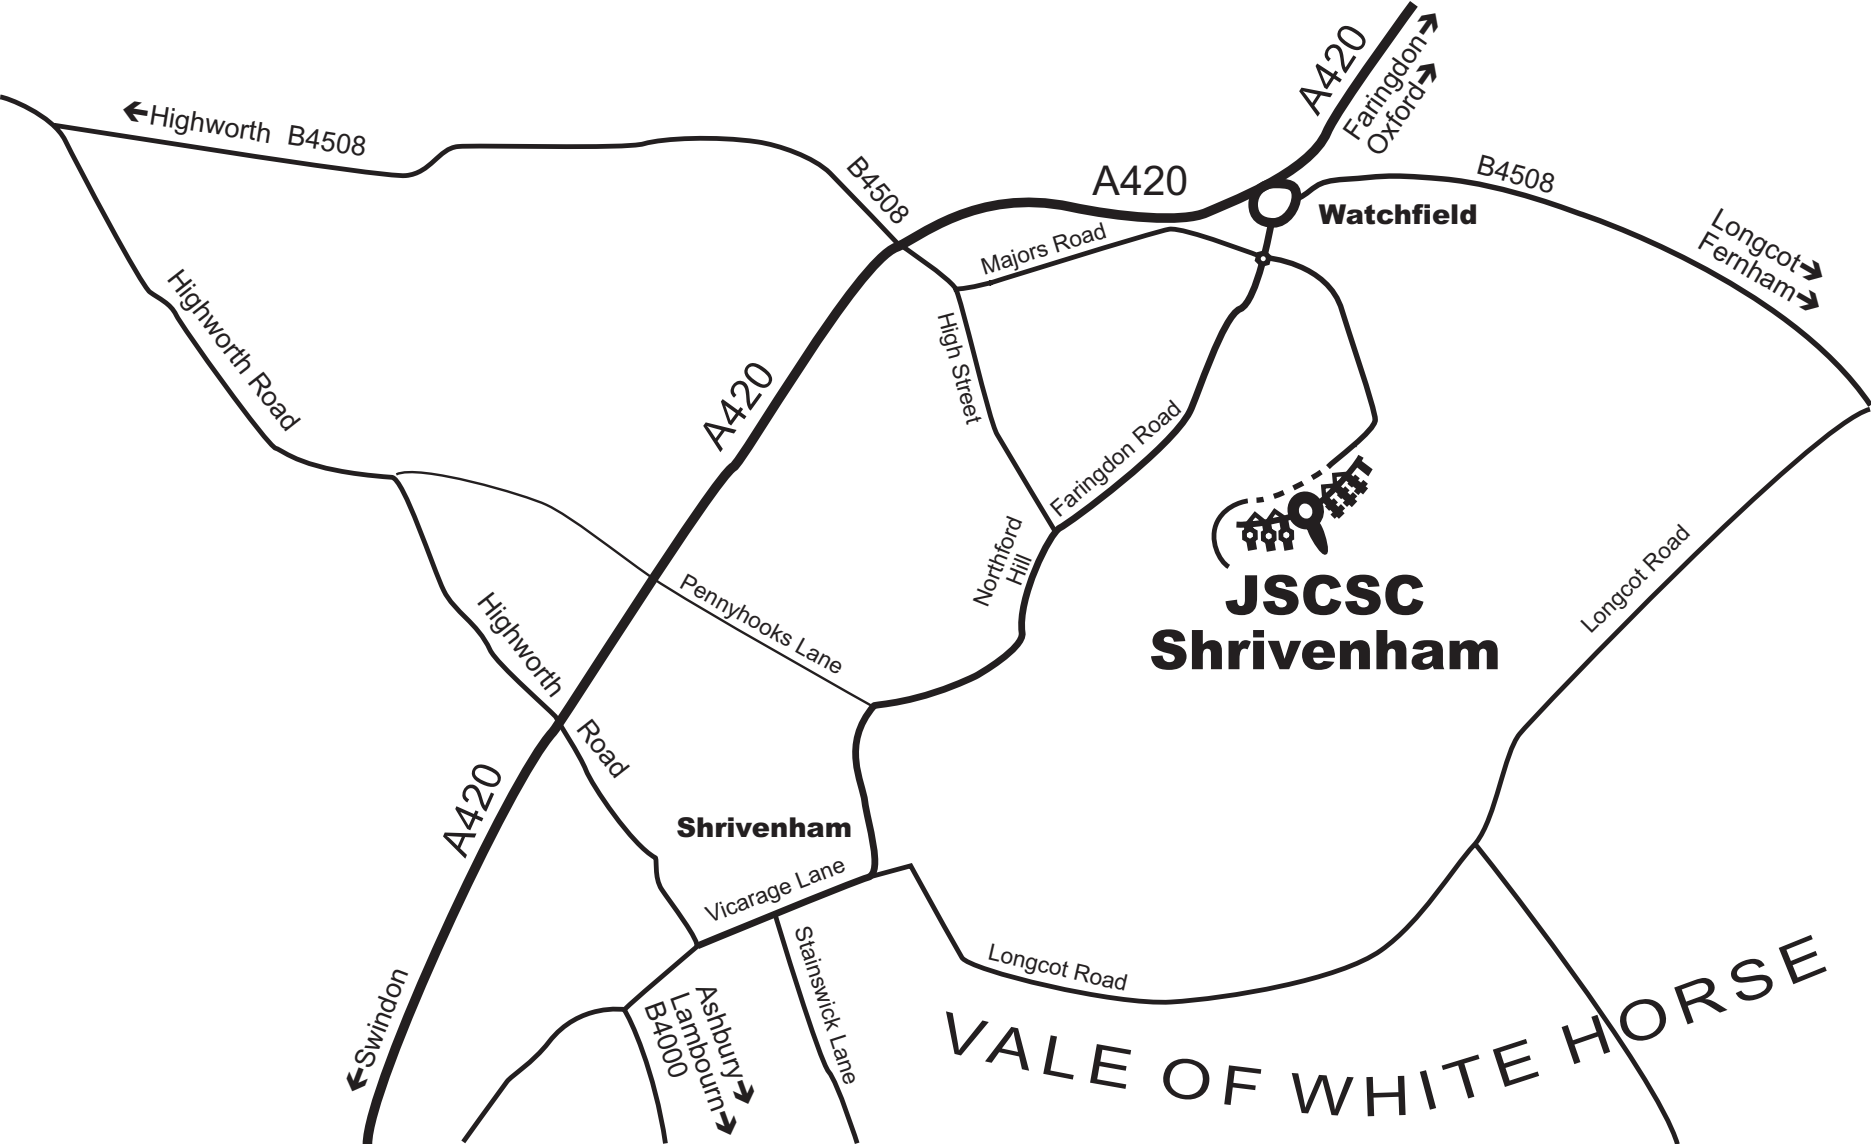 A420
Faringdon
Oxford
Highworth B4508
B4508
A420
B4508
Watchfield
Longcot
Fernham
Majors Road
Highworth Road
High Street
A420
Faringdon Road
Northford
Hill
JSCSC
Shrivenham
Longcot Road
Pennyhooks Lane
Highworth
Road
A420
Shrivenham
Vicarage Lane
Longcot Road
Stainswick Lane
Swindon
Ashbury
Lambourn
B4000
VALE OF WHITE HORSE